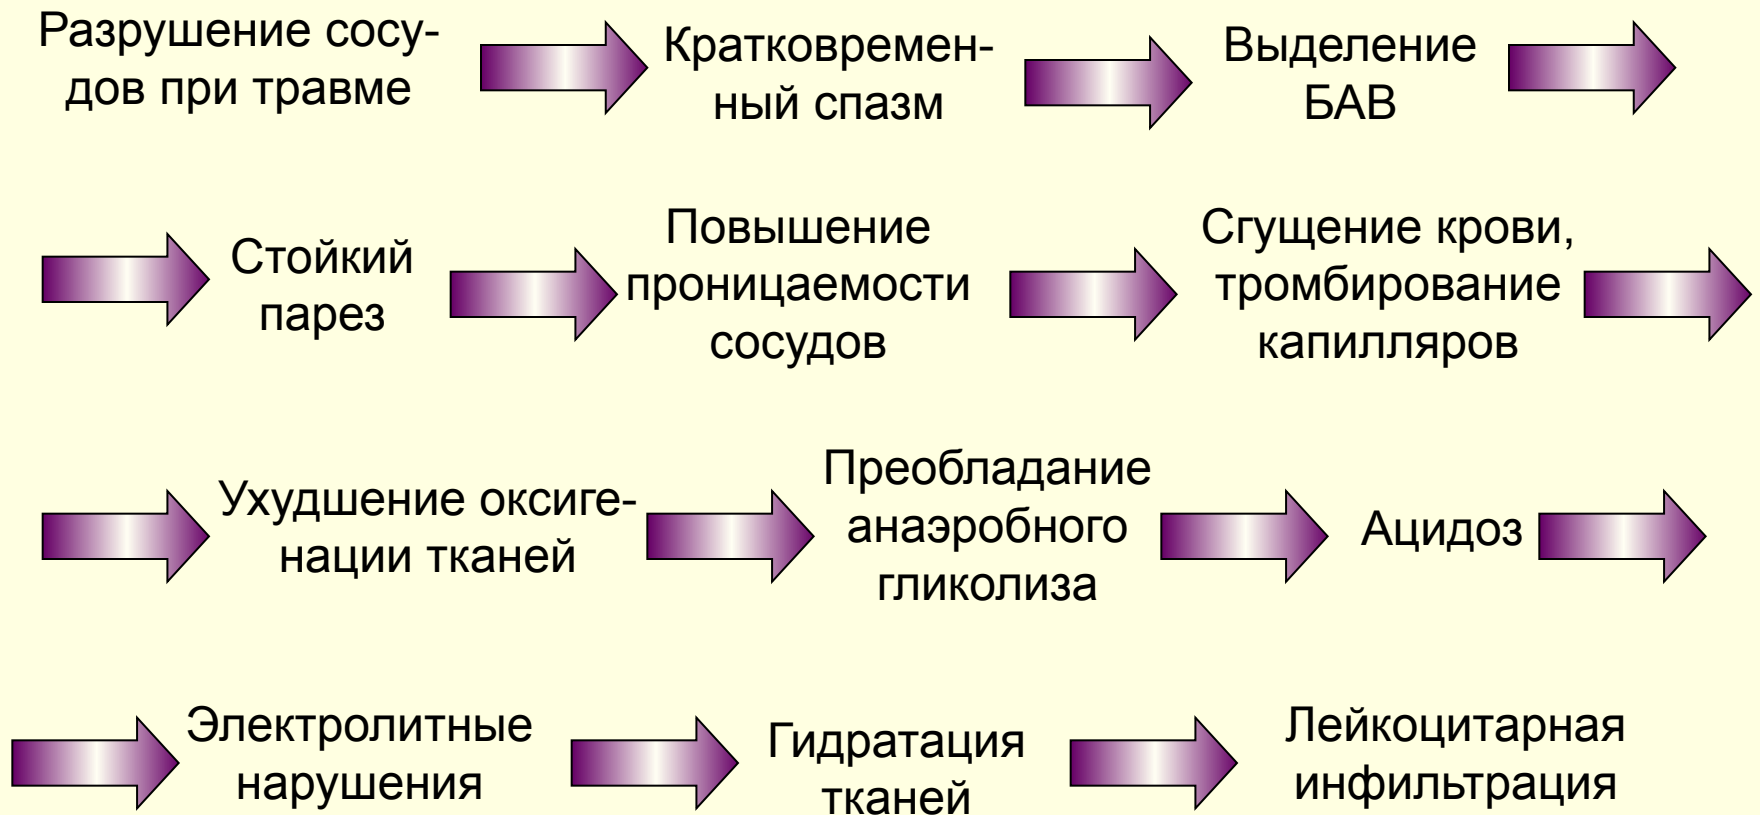 Разрушение сосу-
дов при травме
Кратковремен-
ный спазм
Выделение
БАВ
Стойкий
парез
Повышение
проницаемости
сосудов
Сгущение крови,
тромбирование
капилляров
Ухудшение оксиге-
нации тканей
Преобладание
анаэробного
гликолиза
Ацидоз
Электролитные
нарушения
Гидратация
тканей
Лейкоцитарная
инфильтрация